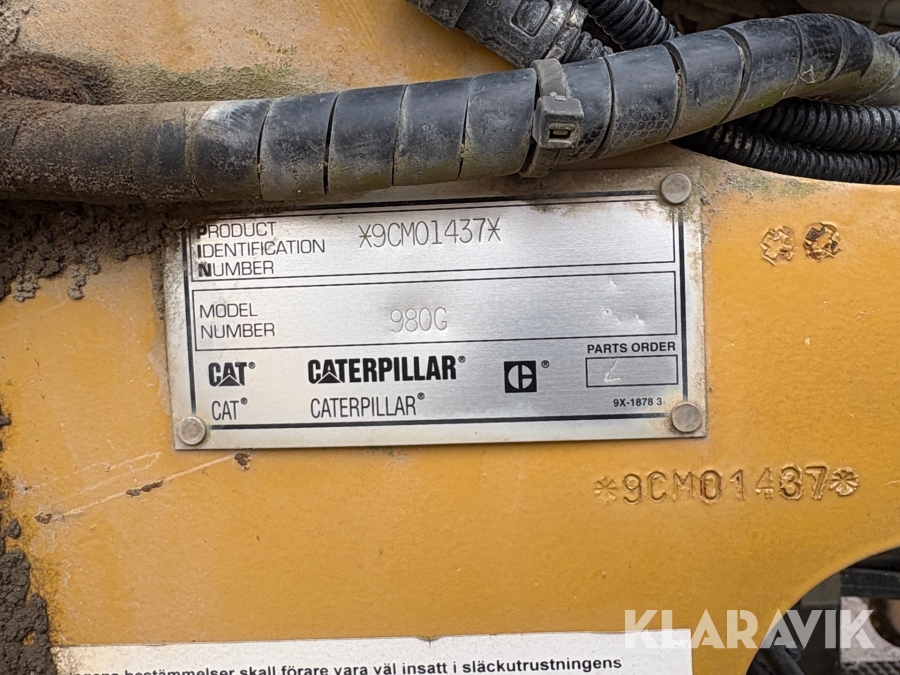 PRODUCT
IDENTIFICATION
NUMBER
*9CM01437*
MODEL
NUMBER
980G
PARTS ORDER
2
CAT®
CATERPILLAR®
C®
CAT®
CATERPILLAR®
9X-1878 3
*9CM01437*
KLARAVIK
bestämmelser skall förare vara väl insatt i släckutrustningens